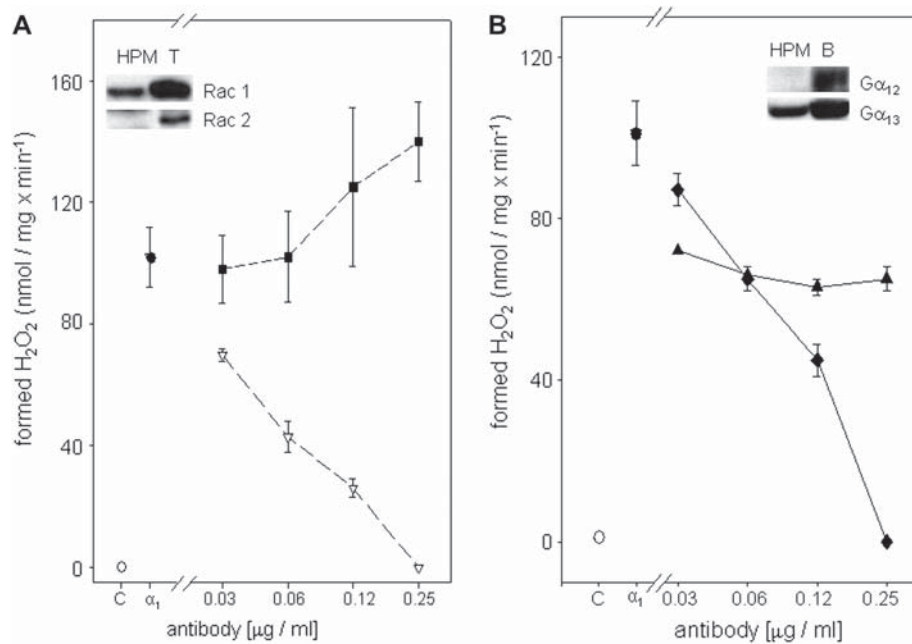 A
HPM T
Rac 1
Rac 2
formed H₂O₂ (nmol / mg x min⁻¹)
160
120
80
40
0
C α₁ 0.03 0.06 0.12 0.25
antibody [µg / ml]
B
HPM B
Gα₁₂
Gα₁₃
formed H₂O₂ (nmol / mg x min⁻¹)
120
80
40
0
C α₁ 0.03 0.06 0.12 0.25
antibody [µg / ml]